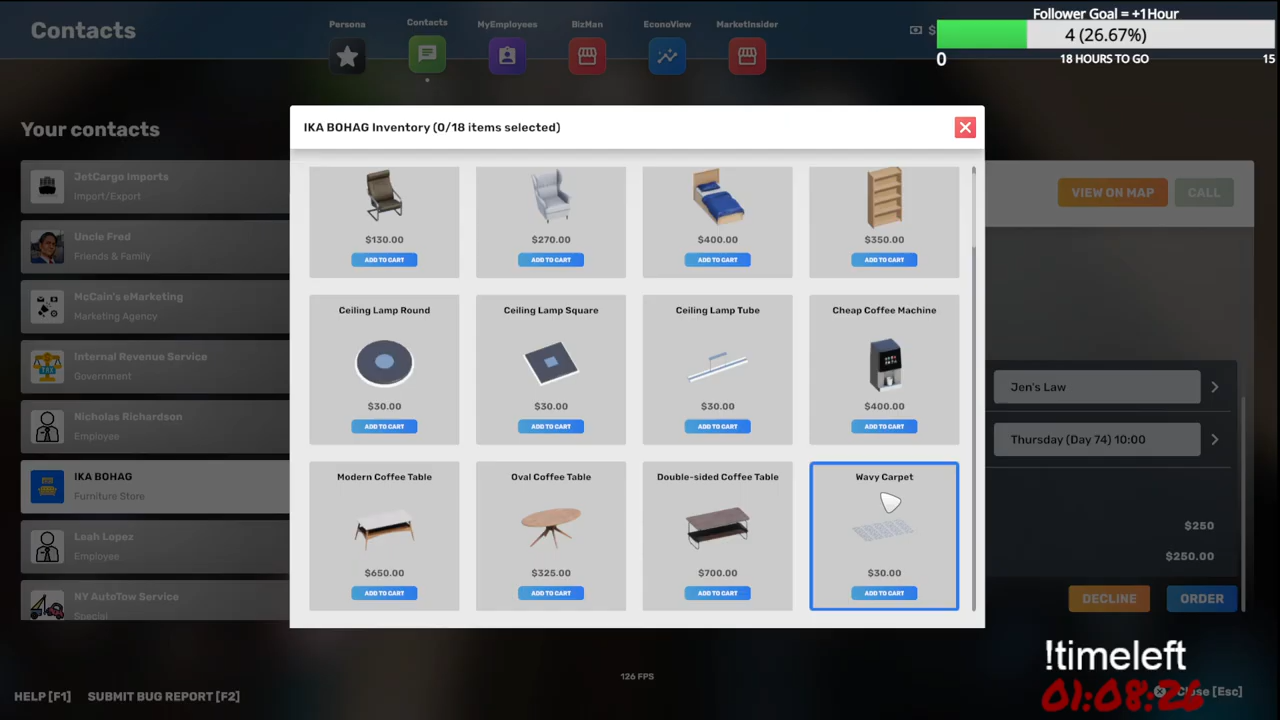 Contacts
Persona
Contacts
MyEmployees
BizMan
EconoView
MarketInsider
$
Follower Goal = +1Hour
4 (26.67%)
0
18 HOURS TO GO
15
Your contacts
JetCargo Imports
Import/Export
Uncle Fred
Friends & Family
McCain's eMarketing
Marketing Agency
Internal Revenue Service
Government
Nicholas Richardson
Employee
IKA BOHAG
Furniture Store
Leah Lopez
Employee
NY AutoTow Service
Special
IKA BOHAG Inventory (0/18 items selected)
$130.00
ADD TO CART
$270.00
ADD TO CART
$400.00
ADD TO CART
$350.00
ADD TO CART
Ceiling Lamp Round
$30.00
ADD TO CART
Ceiling Lamp Square
$30.00
ADD TO CART
Ceiling Lamp Tube
$30.00
ADD TO CART
Cheap Coffee Machine
$400.00
ADD TO CART
Modern Coffee Table
$650.00
ADD TO CART
Oval Coffee Table
$325.00
ADD TO CART
Double-sided Coffee Table
$700.00
ADD TO CART
Wavy Carpet
$30.00
ADD TO CART
VIEW ON MAP
CALL
Jen's Law
Thursday (Day 74) 10:00
$250
$250.00
DECLINE
ORDER
!timeleft
01:08:26
Close [Esc]
126 FPS
HELP [F1]
SUBMIT BUG REPORT [F2]